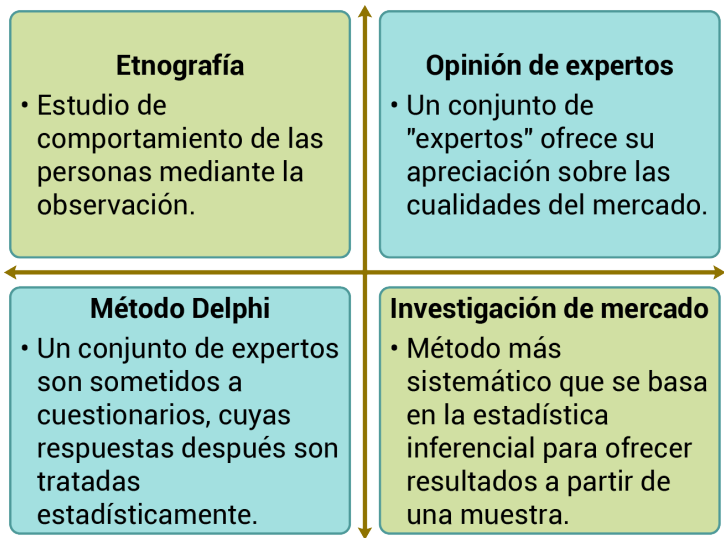 Etnografía
• Estudio de
comportamiento de las
personas mediante la
observación.
Opinión de expertos
• Un conjunto de
"expertos" ofrece su
apreciación sobre las
cualidades del mercado.
Método Delphi
• Un conjunto de expertos
son sometidos a
cuestionarios, cuyas
respuestas después son
tratadas
estadísticamente.
Investigación de mercado
• Método más
sistemático que se basa
en la estadística
inferencial para ofrecer
resultados a partir de
una muestra.